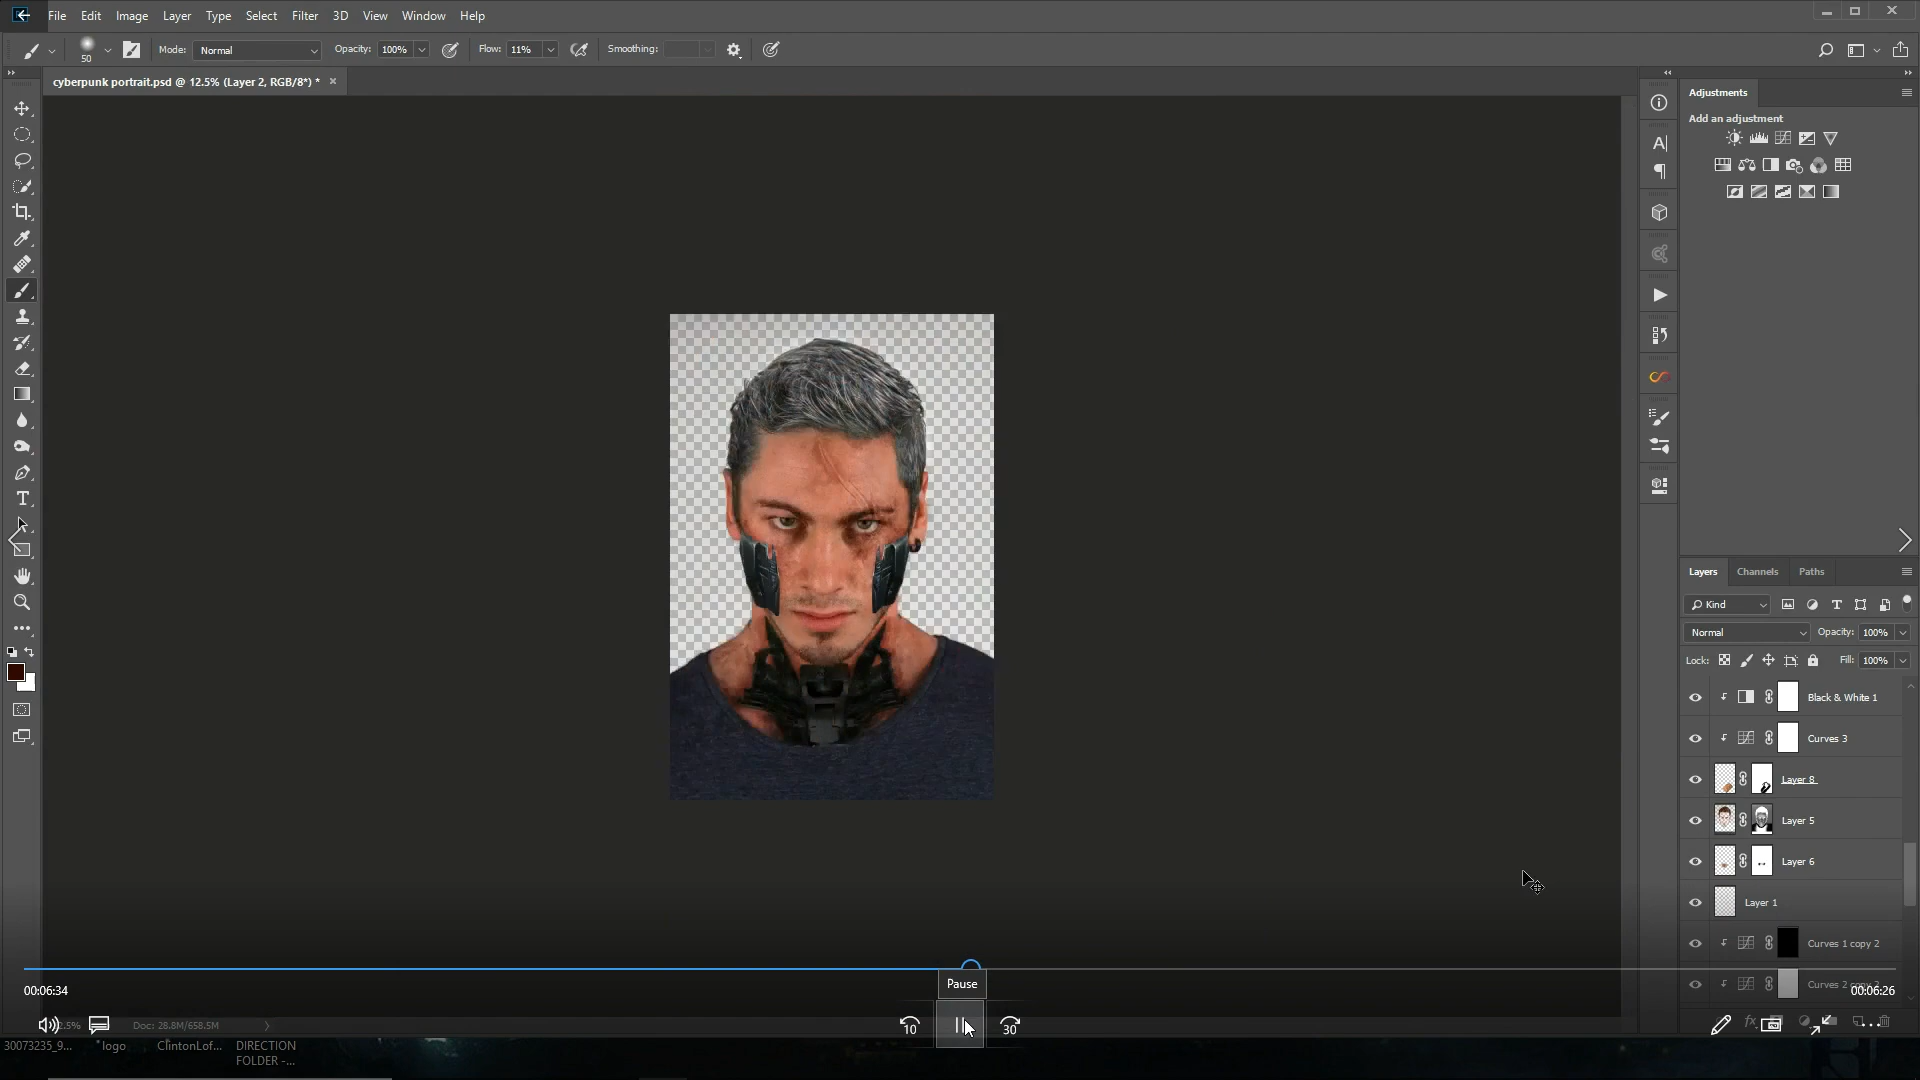 File Edit Image Layer Type Select Filter 3D View Window Help
50 Mode: Normal Opacity: 100% Flow: 11% Smoothing:
cyberpunk portrait.psd @ 12.5% (Layer 2, RGB/8*) *
Adjustments
Add an adjustment
Layers Channels Paths
Kind
Normal Opacity: 100%
Lock: Fill: 100%
Black & White 1
Curves 3
Layer 8
Layer 5
Layer 6
Layer 1
Curves 1 copy 2
Curves 2
Pause
00:06:34 00:06:26
2.5% Doc: 28.8M/658.5M
10 30
30073235_9... logo ClintonLof... DIRECTION
FOLDER -...